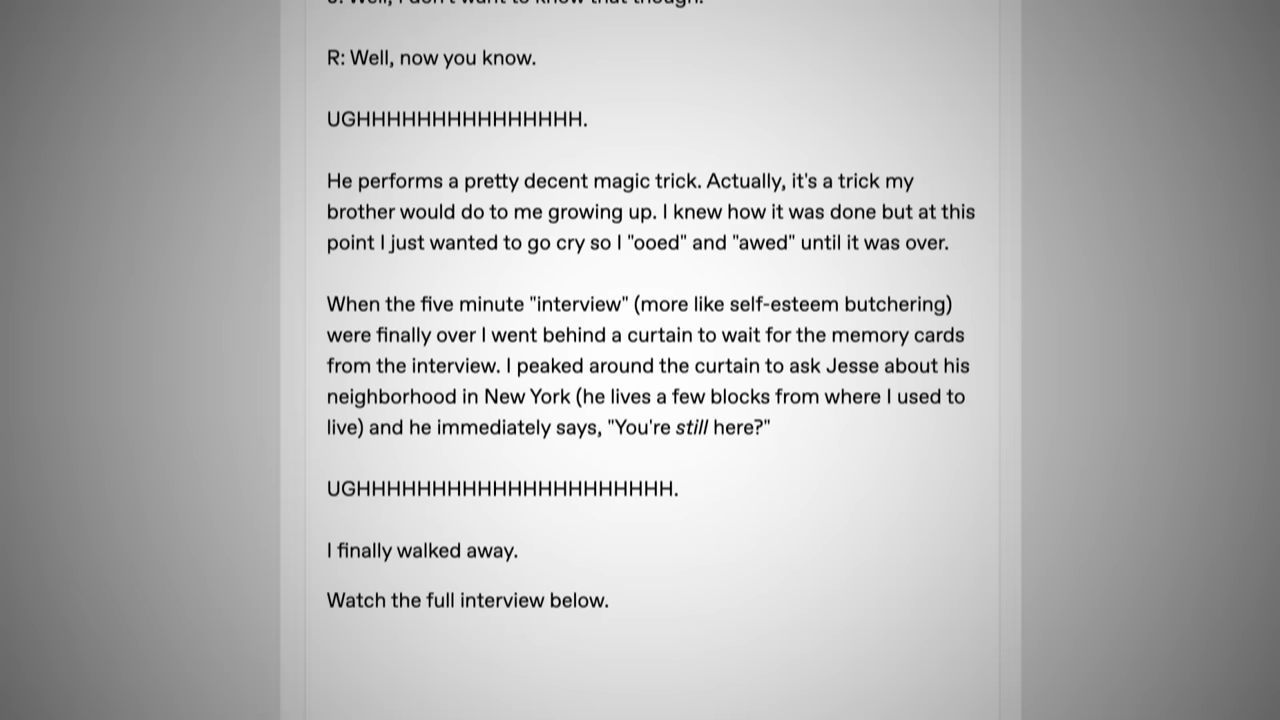 R: Well, now you know.
UGHHHHHHHHHHHHHHH.
He performs a pretty decent magic trick. Actually, it's a trick my
brother would do to me growing up. I knew how it was done but at this
point I just wanted to go cry so I "ooed" and "awed" until it was over.
When the five minute "interview" (more like self-esteem butchering)
were finally over I went behind a curtain to wait for the memory cards
from the interview. I peaked around the curtain to ask Jesse about his
neighborhood in New York (he lives a few blocks from where I used to
live) and he immediately says, "You're still here?"
UGHHHHHHHHHHHHHHHHHHHHH.
I finally walked away.
Watch the full interview below.